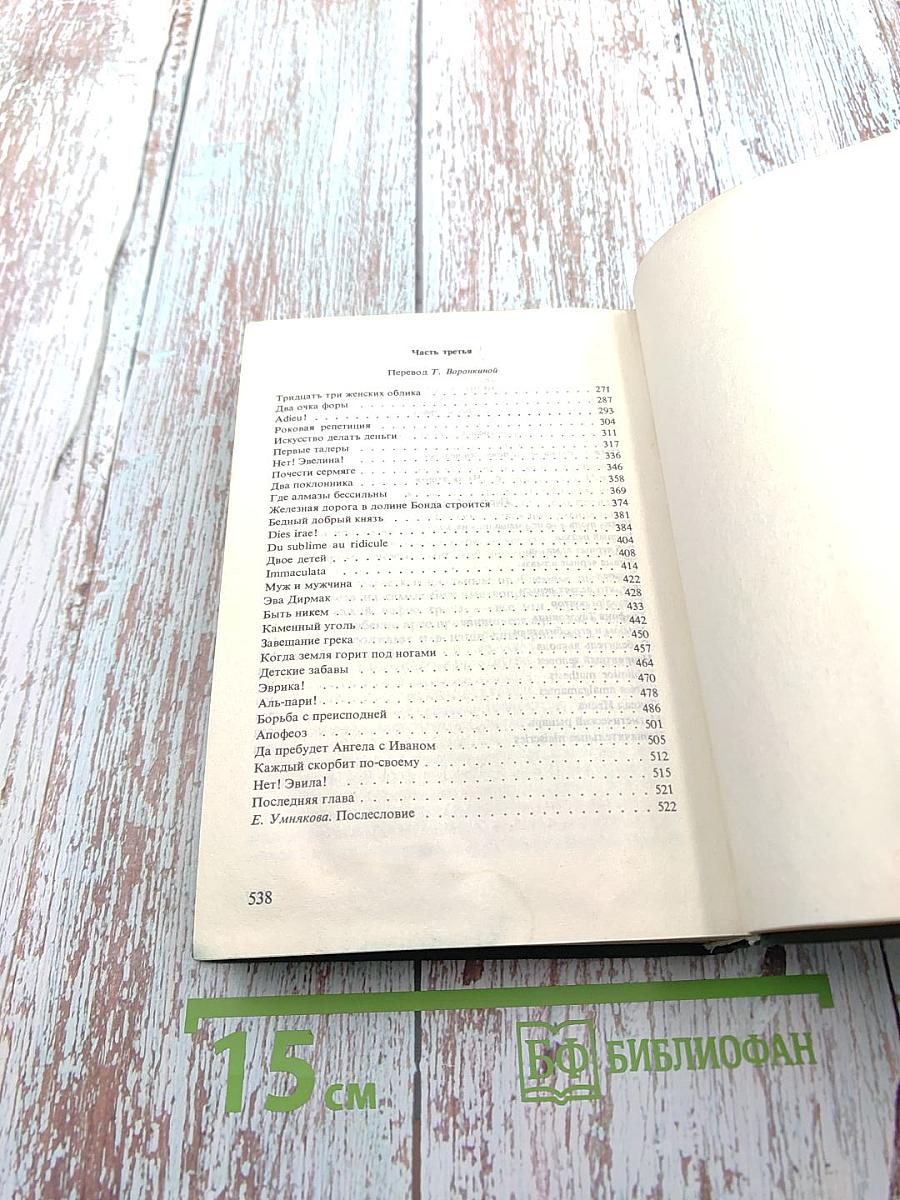 Часть третья
Перевод Т. Воронкиной
Тридцать три женских облика . . . 271
Два очка форы . . . 287
Adieu! . . . 293
Роковая репетиция . . . 304
Искусство делать деньги . . . 311
Первые талеры . . . 317
Нет! Эвелина! . . . 336
Почести сермяге . . . 346
Два поклонника . . . 358
Где алмазы бессильны . . . 369
Железная дорога в долине Бонда строится . . . 374
Бедный добрый князь . . . 381
Dies irae! . . . 384
Du sublime au ridicule . . . 404
Двое детей . . . 408
Immaculata . . . 414
Муж и мужчина . . . 422
Эва Дирмак . . . 428
Быть никем . . . 433
Каменный уголь . . . 442
Завещание грека . . . 450
Когда земля горит под ногами . . . 457
Детские забавы . . . 464
Эврика! . . . 470
Аль-пари! . . . 478
Борьба с преисподней . . . 486
Апофеоз . . . 501
Да пребудет Ангела с Иваном . . . 505
Каждый скорбит по-своему . . . 512
Нет! Эвила! . . . 515
Последняя глава . . . 521
Е. Умнякова. Послесловие . . . 522
538
15 см
БФ БИБЛИОФАН